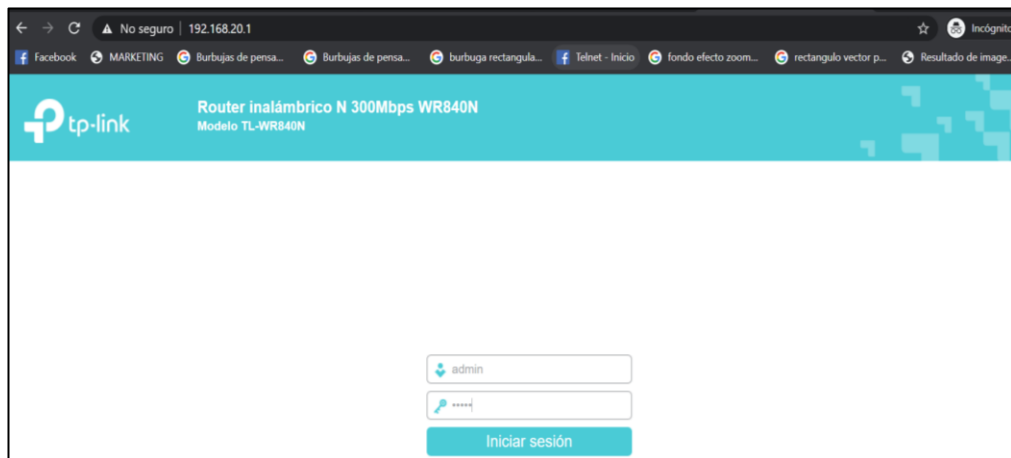 No seguro | 192.168.20.1
Incógnito
Facebook MARKETING Burbujas de pensa... Burbujas de pensa... burbuga rectangula... Telnet - Inicio fondo efecto zoom... rectangulo vector p... Resultado de image...
tp-link
Router inalámbrico N 300Mbps WR840N
Modelo TL-WR840N
admin
•••••
Iniciar sesión